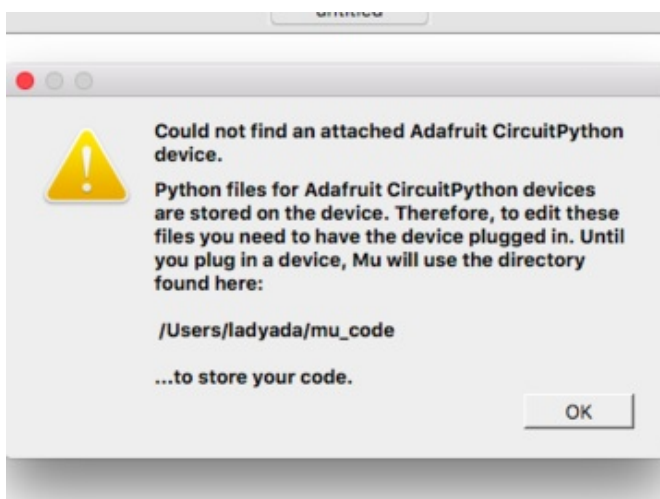 untitled
Could not find an attached Adafruit CircuitPython
device.
Python files for Adafruit CircuitPython devices
are stored on the device. Therefore, to edit these
files you need to have the device plugged in. Until
you plug in a device, Mu will use the directory
found here:
/Users/ladyada/mu_code
...to store your code.
OK